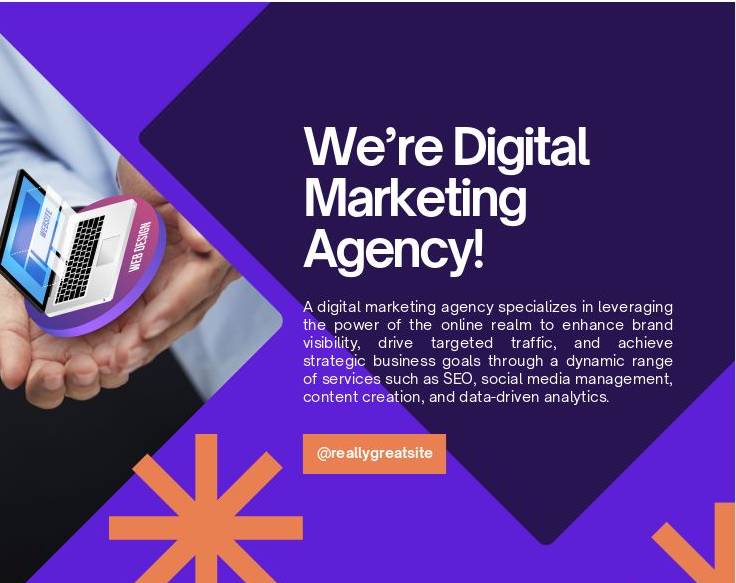 We’re Digital
Marketing
Agency!
A digital marketing agency specializes in leveraging
the power of the online realm to enhance brand
visibility, drive targeted traffic, and achieve
strategic business goals through a dynamic range
of services such as SEO, social media management,
content creation, and data-driven analytics.
@reallygreatsite
WEBSITE
WEB DESIGN